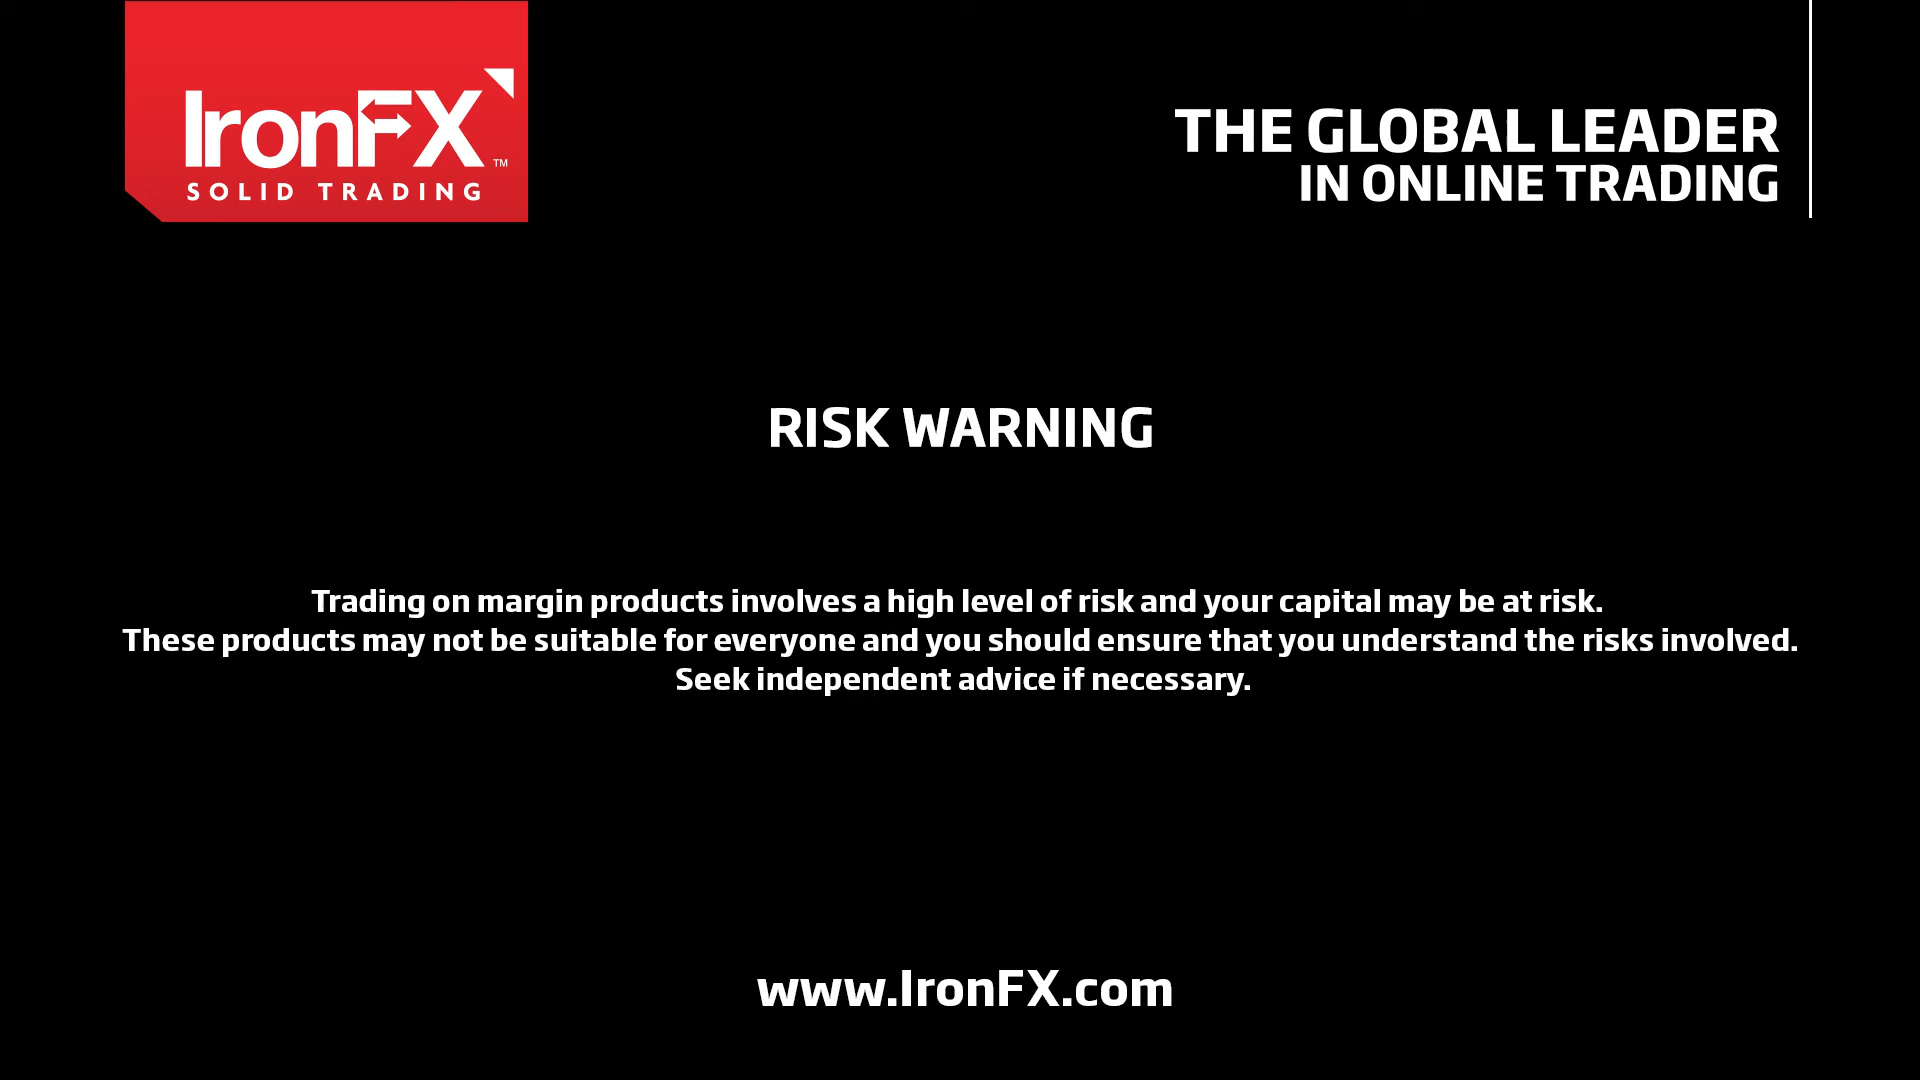 IronFX
TM
SOLID TRADING
THE GLOBAL LEADER
IN ONLINE TRADING
RISK WARNING
Trading on margin products involves a high level of risk and your capital may be at risk.
These products may not be suitable for everyone and you should ensure that you understand the risks involved.
Seek independent advice if necessary.
www.IronFX.com